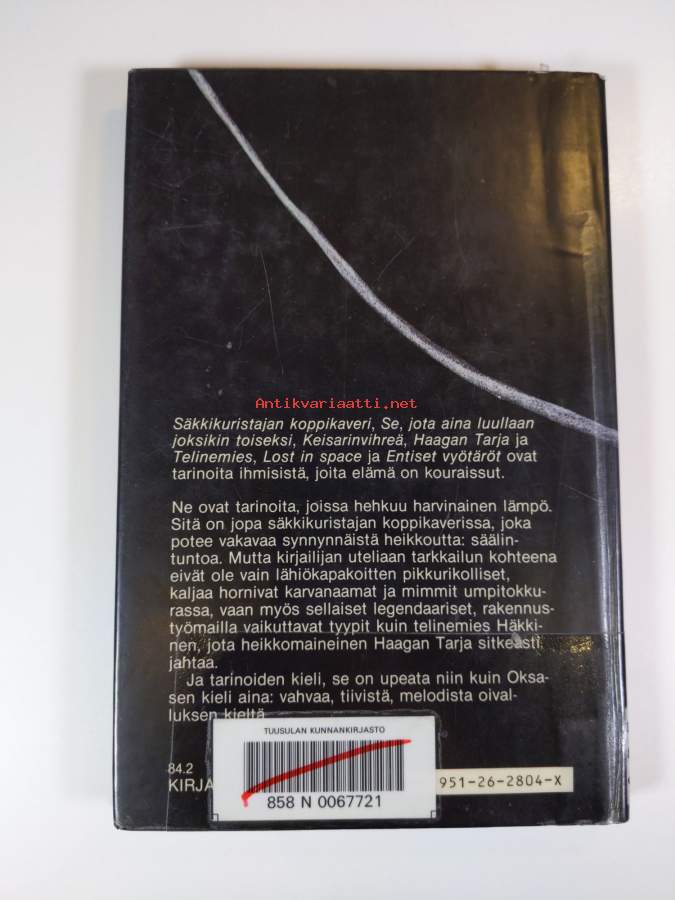 Antikvariaatti.net
Säkkikuristajan koppikaveri, Se, jota aina luullaan
joksikin toiseksi, Keisarinvihreä, Haagan Tarja ja
Telinemies, Lost in space ja Entiset vyötäröt ovat
tarinoita ihmisistä, joita elämä on kouraissut.
Ne ovat tarinoita, joissa hehkuu harvinainen lämpö.
Sitä on jopa säkkikuristajan koppikaverissa, joka
potee vakavaa synnynnäistä heikkoutta: säälin-
tuntoa. Mutta kirjailijan uteliaan tarkkailun kohteena
eivät ole vain lähiökapakoitten pikkurikolliset,
kaljaa hornivat karvanaamat ja mimmit umpitokku-
rassa, vaan myös sellaiset legendaariset, rakennus-
työmailla vaikuttavat tyypit kuin telinemies Häkki-
nen, jota heikkomaineinen Haagan Tarja sitkeästi
jahtaa.
Ja tarinoiden kieli, se on upeata niin kuin Oksa-
sen kieli aina: vahvaa, tiivistä, melodista oival-
luksen kieltä
TUUSULAN KUNNANKIRJASTO
858 N 0067721
84.2
KIRJA
951-26-2804-X